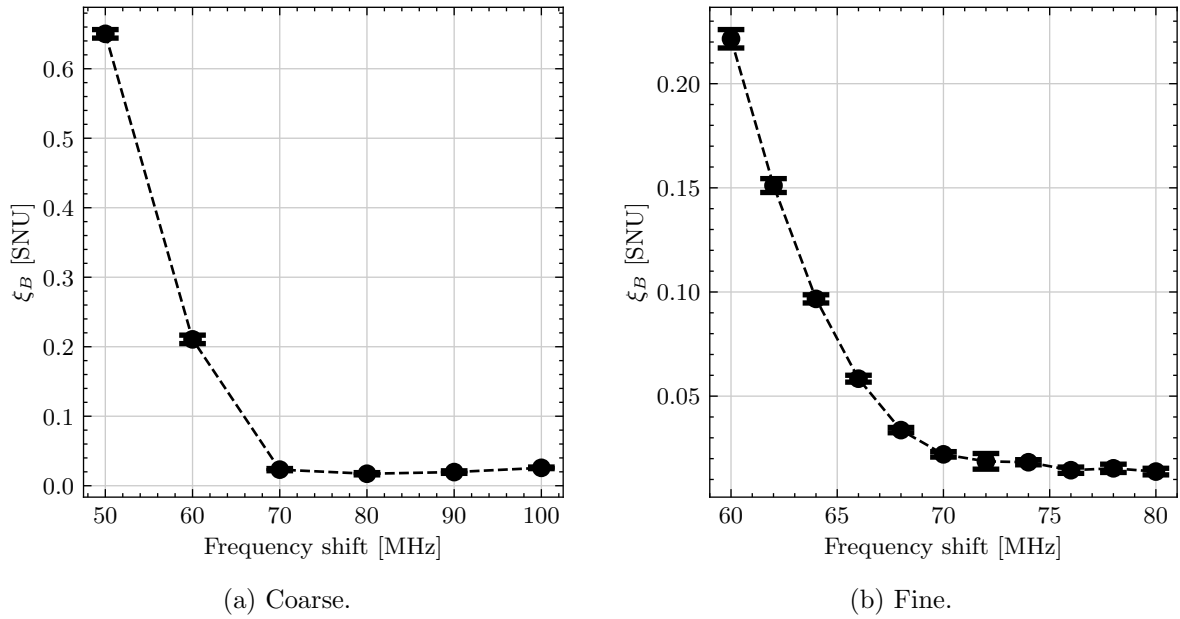 0.6
0.5
0.4
0.3
0.2
0.1
0.0
ξ_B [SNU]
50 60 70 80 90 100
Frequency shift [MHz]
(a) Coarse.
0.20
0.15
0.10
0.05
ξ_B [SNU]
60 65 70 75 80
Frequency shift [MHz]
(b) Fine.